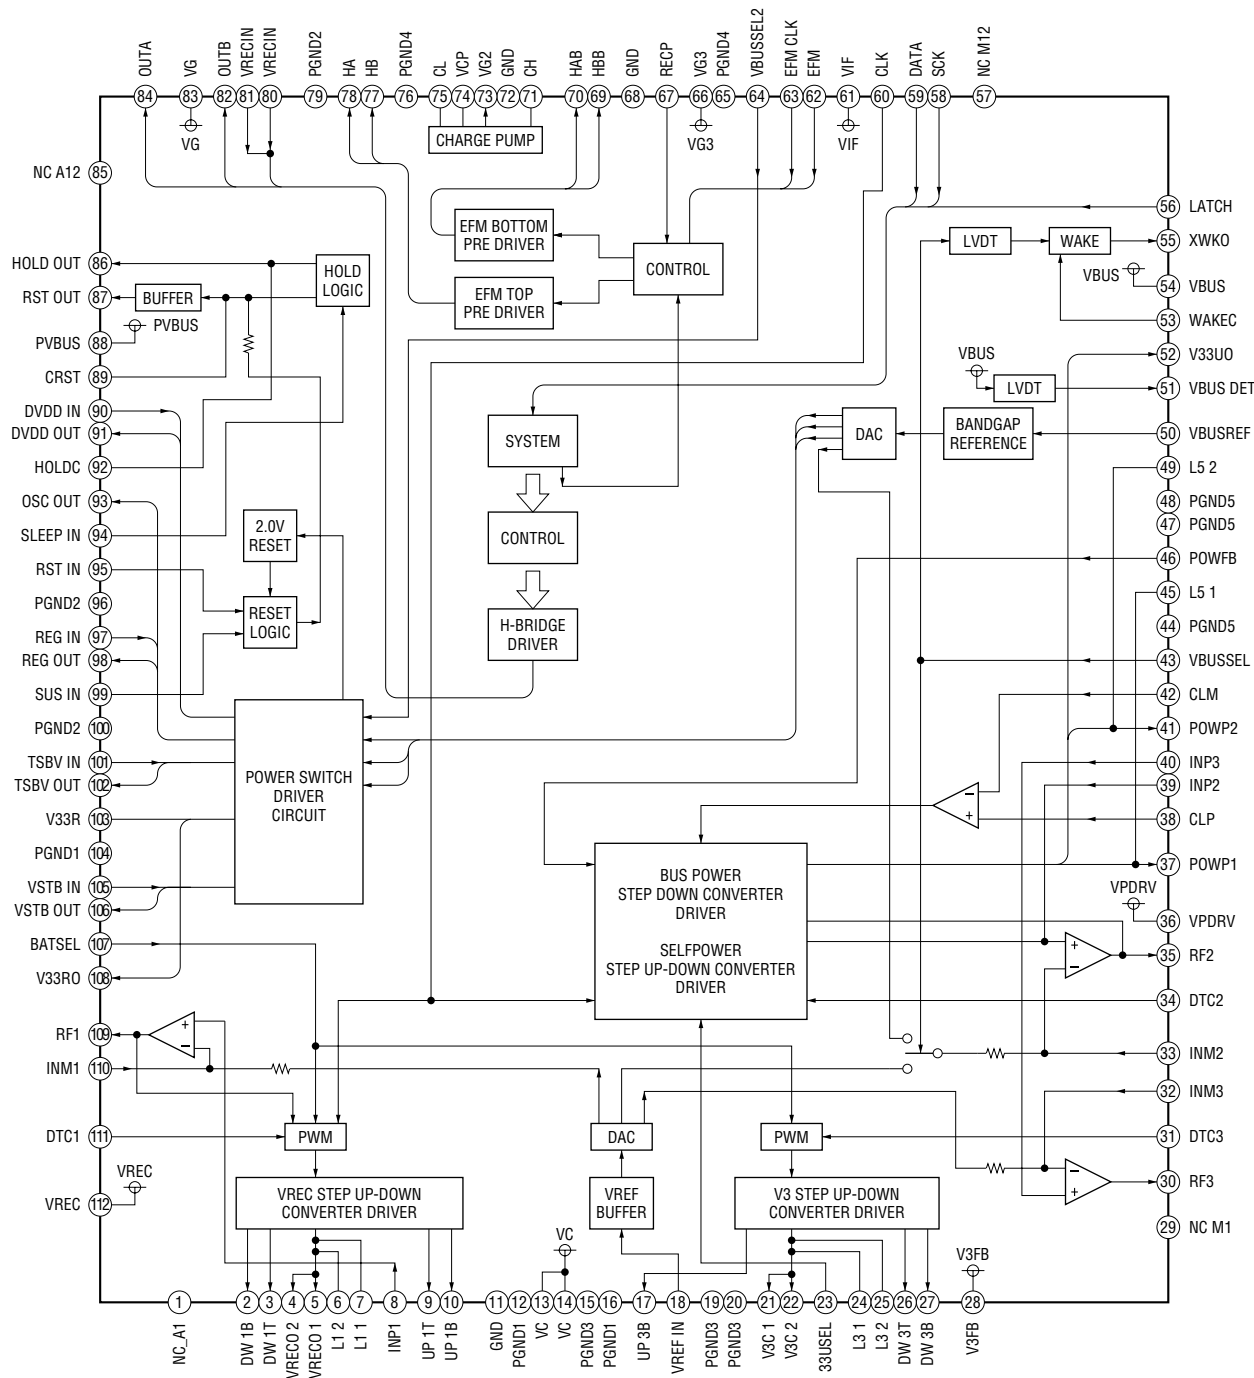 OUTA
VG
OUTB
VRECIN
VRECIN
PGND2
HA
HB
PGND4
CL
VCP
VG2
GND
CH
HAB
HBB
GND
RECP
VG3
PGND4
VBUSSEL2
EFM CLK
EFM
VIF
CLK
DATA
SCK
NC M12
84 83 82 81 80 79 78 77 76 75 74 73 72 71 70 69 68 67 66 65 64 63 62 61 60 59 58 57
VG
CHARGE PUMP
VG3
VIF
NC A12 85
HOLD OUT 86
RST OUT 87
PVBUS 88
CRST 89
DVDD IN 90
DVDD OUT 91
HOLDC 92
OSC OUT 93
SLEEP IN 94
RST IN 95
PGND2 96
REG IN 97
REG OUT 98
SUS IN 99
PGND2 100
TSBV IN 101
TSBV OUT 102
V33R 103
PGND1 104
VSTB IN 105
VSTB OUT 106
BATSEL 107
V33RO 108
RF1 109
INM1 110
DTC1 111
VREC 112
HOLD
LOGIC
BUFFER
PVBUS
2.0V
RESET
RESET
LOGIC
POWER SWITCH
DRIVER
CIRCUIT
EFM BOTTOM
PRE DRIVER
EFM TOP
PRE DRIVER
CONTROL
SYSTEM
CONTROL
H-BRIDGE
DRIVER
DAC
BANDGAP
REFERENCE
LVDT
WAKE
VBUS
VBUS
LVDT
−
+
BUS POWER
STEP DOWN CONVERTER
DRIVER
SELFPOWER
STEP UP-DOWN CONVERTER
DRIVER
VPDRV
+
−
+
−
PWM
DAC
PWM
−
+
VREC
VREC STEP UP-DOWN
CONVERTER DRIVER
VREF
BUFFER
V3 STEP UP-DOWN
CONVERTER DRIVER
VC
V3FB
56 LATCH
55 XWKO
54 VBUS
53 WAKEC
52 V33UO
51 VBUS DET
50 VBUSREF
49 L5 2
48 PGND5
47 PGND5
46 POWFB
45 L5 1
44 PGND5
43 VBUSSEL
42 CLM
41 POWP2
40 INP3
39 INP2
38 CLP
37 POWP1
36 VPDRV
35 RF2
34 DTC2
33 INM2
32 INM3
31 DTC3
30 RF3
29 NC M1
1 2 3 4 5 6 7 8 9 10 11 12 13 14 15 16 17 18 19 20 21 22 23 24 25 26 27 28
NC_A1
DW 1B
DW 1T
VRECO 2
VRECO 1
L1 2
L1 1
INP1
UP 1T
UP 1B
GND
PGND1
VC
VC
PGND3
PGND1
UP 3B
VREF IN
PGND3
PGND3
V3C 1
V3C 2
33USEL
L3 1
L3 2
DW 3T
DW 3B
V3FB